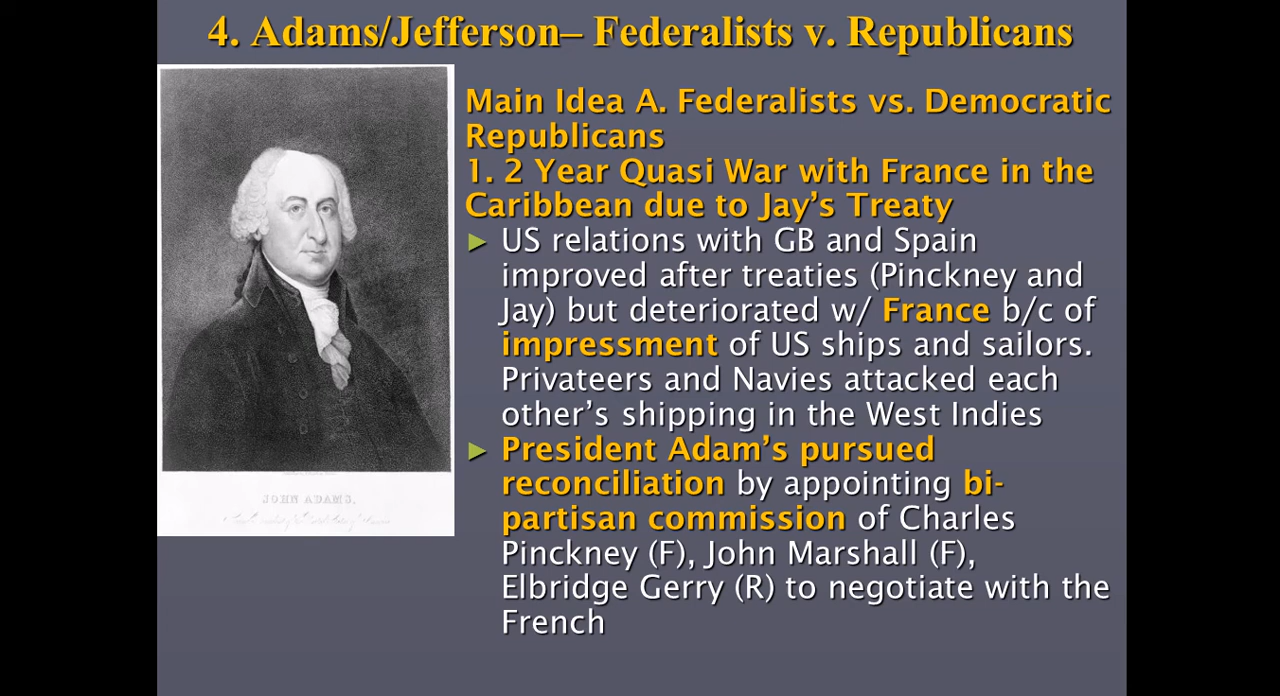 4. Adams/Jefferson– Federalists v. Republicans
Main Idea A. Federalists vs. Democratic
Republicans
1. 2 Year Quasi War with France in the
Caribbean due to Jay’s Treaty
► US relations with GB and Spain
improved after treaties (Pinckney and
Jay) but deteriorated w/ France b/c of
impressment of US ships and sailors.
Privateers and Navies attacked each
other’s shipping in the West Indies
► President Adam’s pursued
reconciliation by appointing bi-
partisan commission of Charles
Pinckney (F), John Marshall (F),
Elbridge Gerry (R) to negotiate with the
French
JOHN ADAMS.